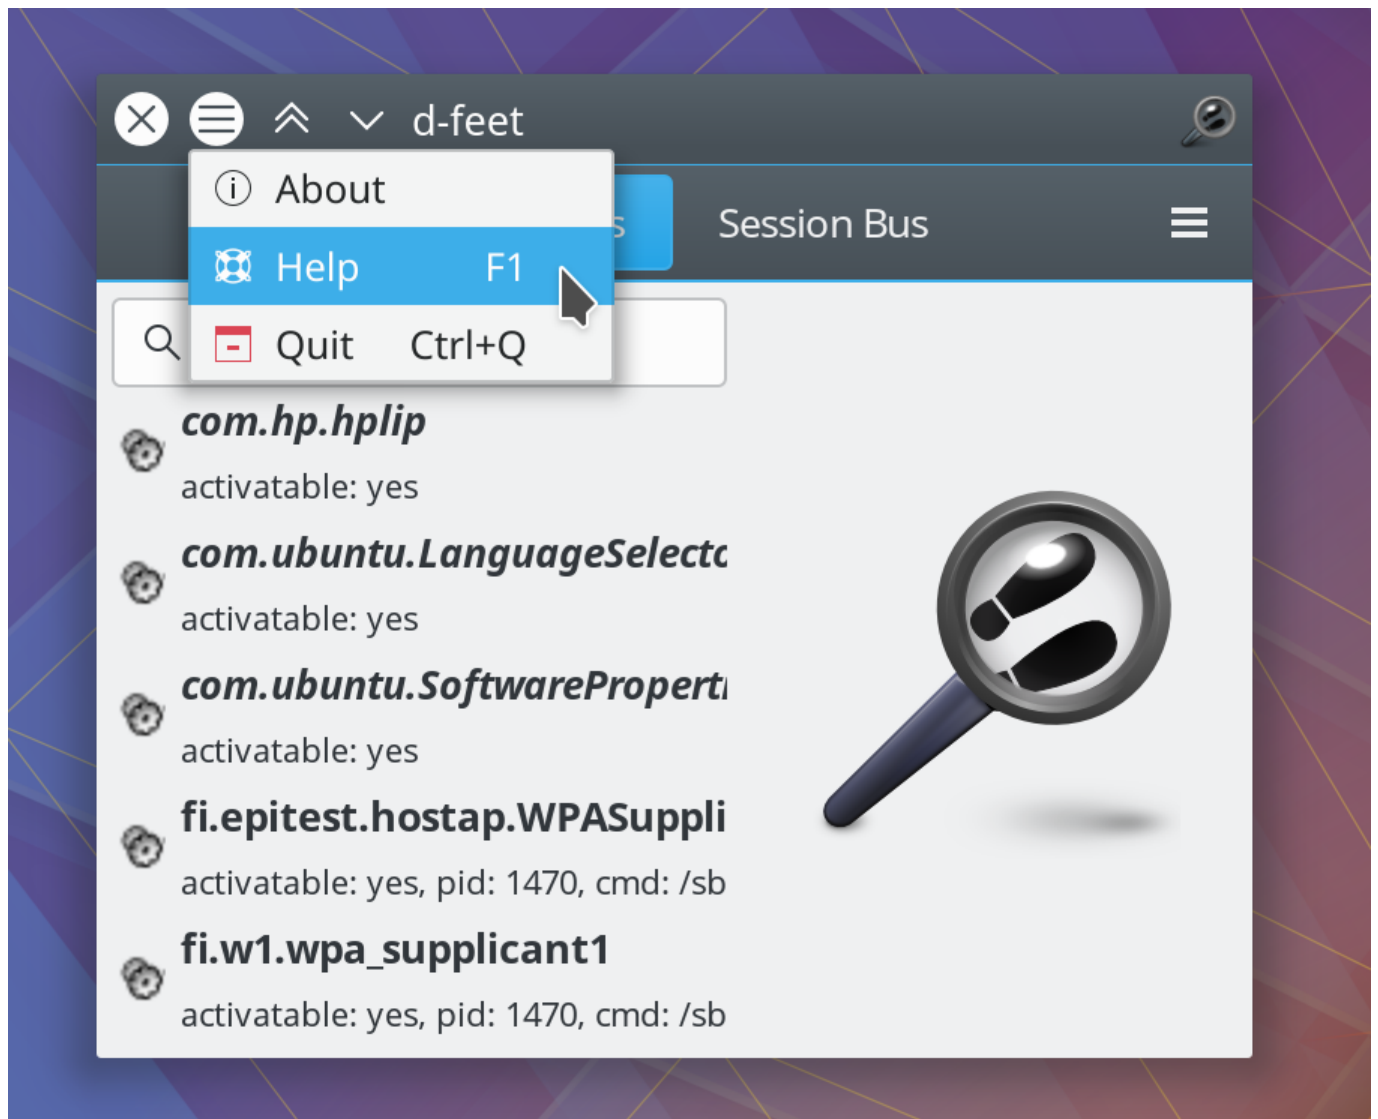 d-feet
About
Help F1
Quit Ctrl+Q
Session Bus
com.hp.hplip
activatable: yes
com.ubuntu.LanguageSelecto
activatable: yes
com.ubuntu.SoftwareProperti
activatable: yes
fi.epitest.hostap.WPASuppli
activatable: yes, pid: 1470, cmd: /sb
fi.w1.wpa_supplicant1
activatable: yes, pid: 1470, cmd: /sb